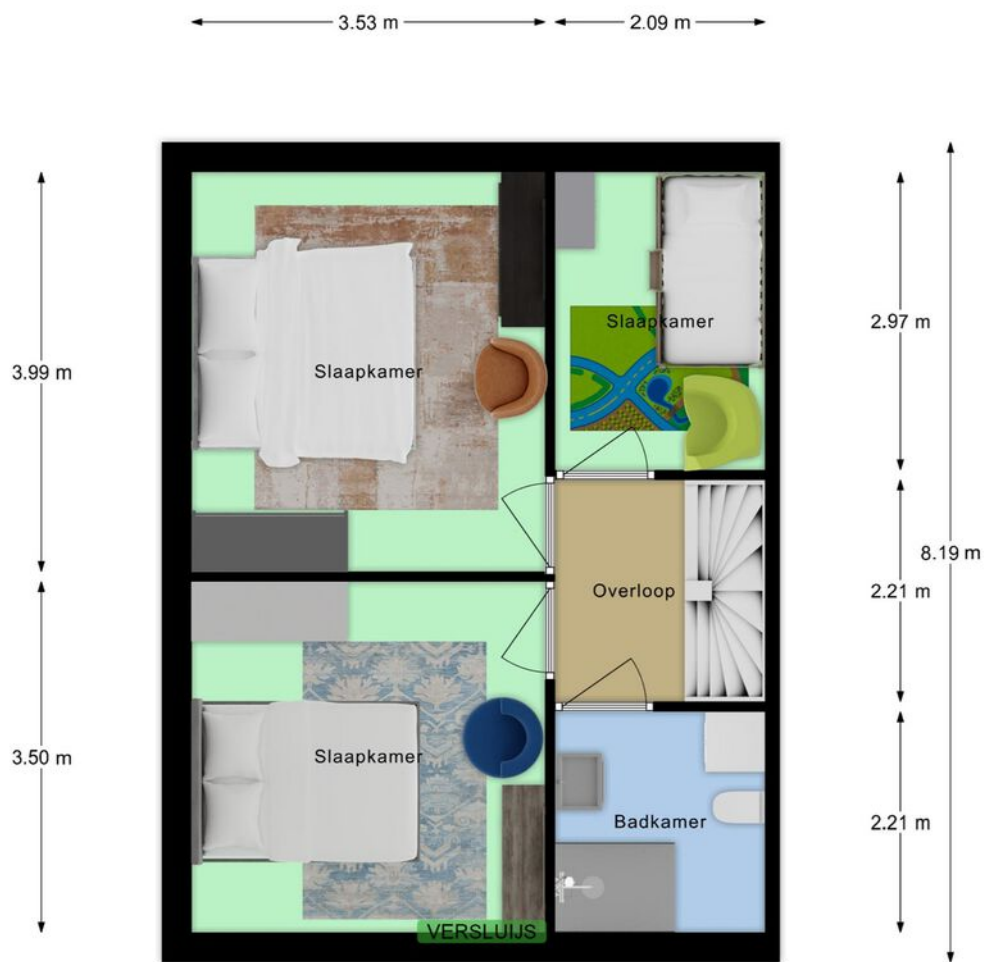 3.53 m
2.09 m
3.99 m
Slaapkamer
Slaapkamer
2.97 m
8.19 m
Overloop
2.21 m
3.50 m
Slaapkamer
Badkamer
2.21 m
VERSLUIJS